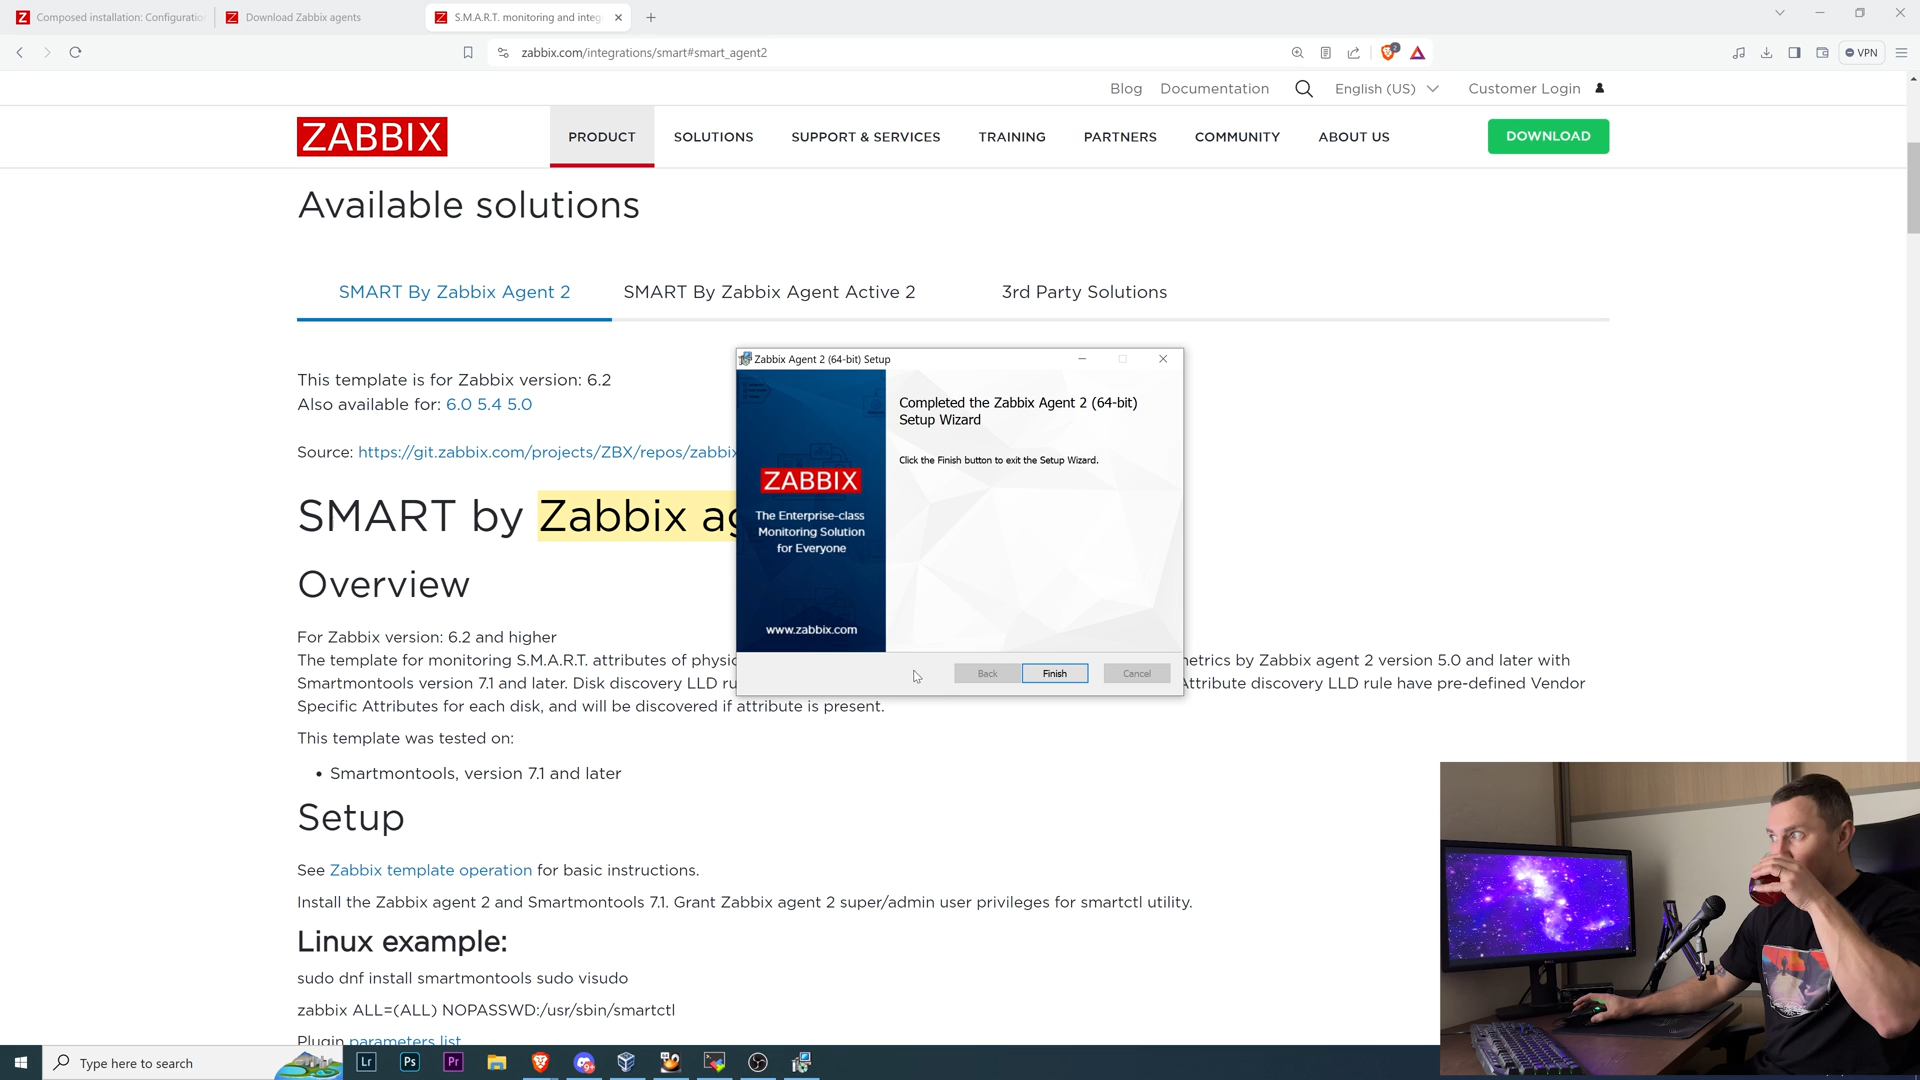 Composed installation: Configuratio
Download Zabbix agents
S.M.A.R.T. monitoring and integ
zabbix.com/integrations/smart#smart_agent2
2
VPN
Blog
Documentation
English (US)
Customer Login
ZABBIX
PRODUCT
SOLUTIONS
SUPPORT & SERVICES
TRAINING
PARTNERS
COMMUNITY
ABOUT US
DOWNLOAD
Available solutions
SMART By Zabbix Agent 2
SMART By Zabbix Agent Active 2
3rd Party Solutions
This template is for Zabbix version: 6.2
Also available for: 6.0 5.4 5.0
Source: https://git.zabbix.com/projects/ZBX/repos/zabbix
SMART by Zabbix ag
Overview
For Zabbix version: 6.2 and higher
The template for monitoring S.M.A.R.T. attributes of physic
netrics by Zabbix agent 2 version 5.0 and later with
Smartmontools version 7.1 and later. Disk discovery LLD ru
Attribute discovery LLD rule have pre-defined Vendor
Specific Attributes for each disk, and will be discovered if attribute is present.
This template was tested on:
• Smartmontools, version 7.1 and later
Setup
See Zabbix template operation for basic instructions.
Install the Zabbix agent 2 and Smartmontools 7.1. Grant Zabbix agent 2 super/admin user privileges for smartctl utility.
Linux example:
sudo dnf install smartmontools sudo visudo
zabbix ALL=(ALL) NOPASSWD:/usr/sbin/smartctl
Plugin parameters list
Zabbix Agent 2 (64-bit) Setup
Completed the Zabbix Agent 2 (64-bit)
Setup Wizard
Click the Finish button to exit the Setup Wizard.
ZABBIX
The Enterprise-class
Monitoring Solution
for Everyone
www.zabbix.com
Back
Finish
Cancel
Type here to search
Lr
Ps
Pr